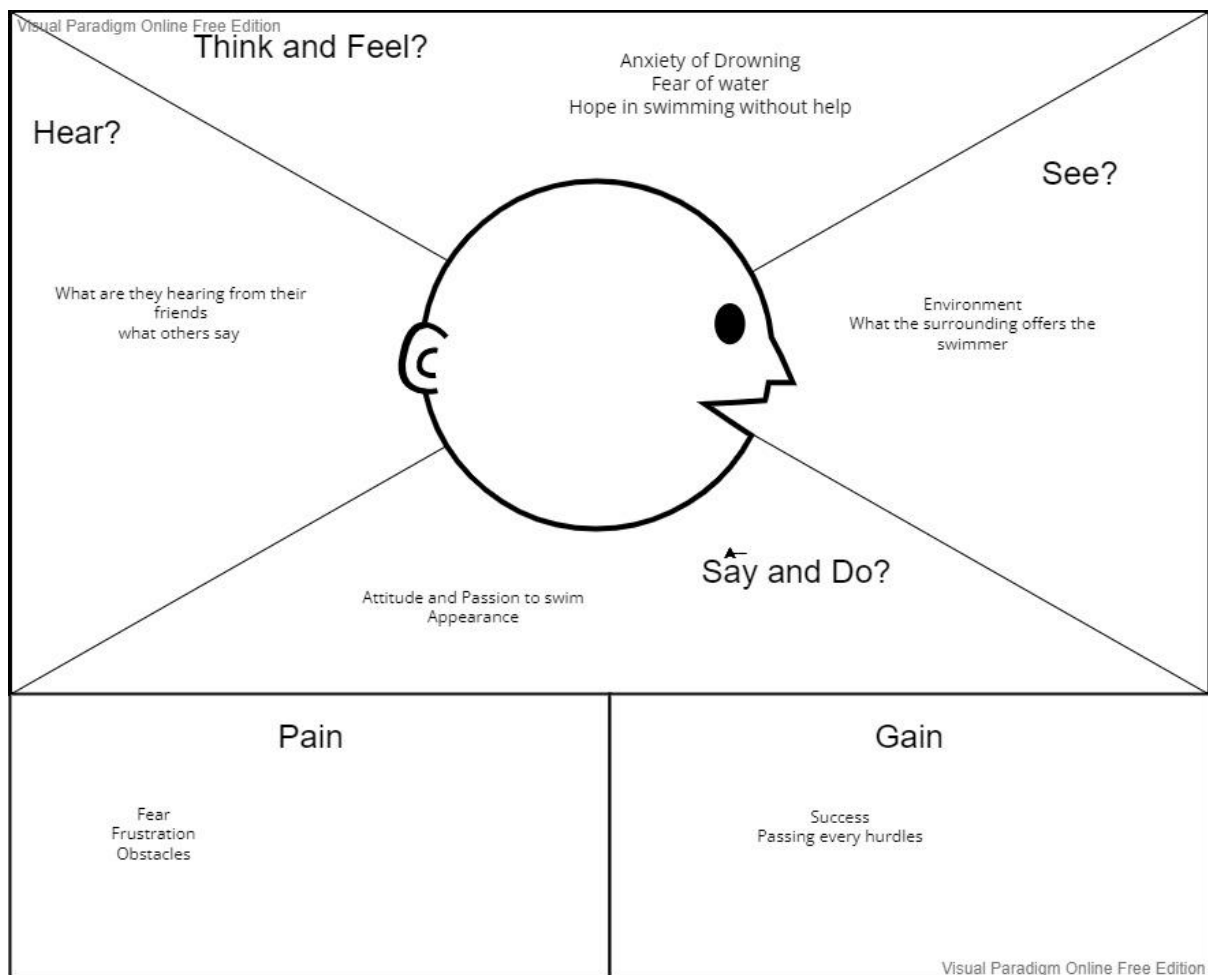 Visual Paradigm Online Free Edition
Think and Feel?
Anxiety of Drowning
Fear of water
Hope in swimming without help
Hear?
What are they hearing from their
friends
what others say
See?
Environment
What the surrounding offers the
swimmer
Say and Do?
Attitude and Passion to swim
Appearance
Pain
Fear
Frustration
Obstacles
Gain
Success
Passing every hurdles
Visual Paradigm Online Free Edition